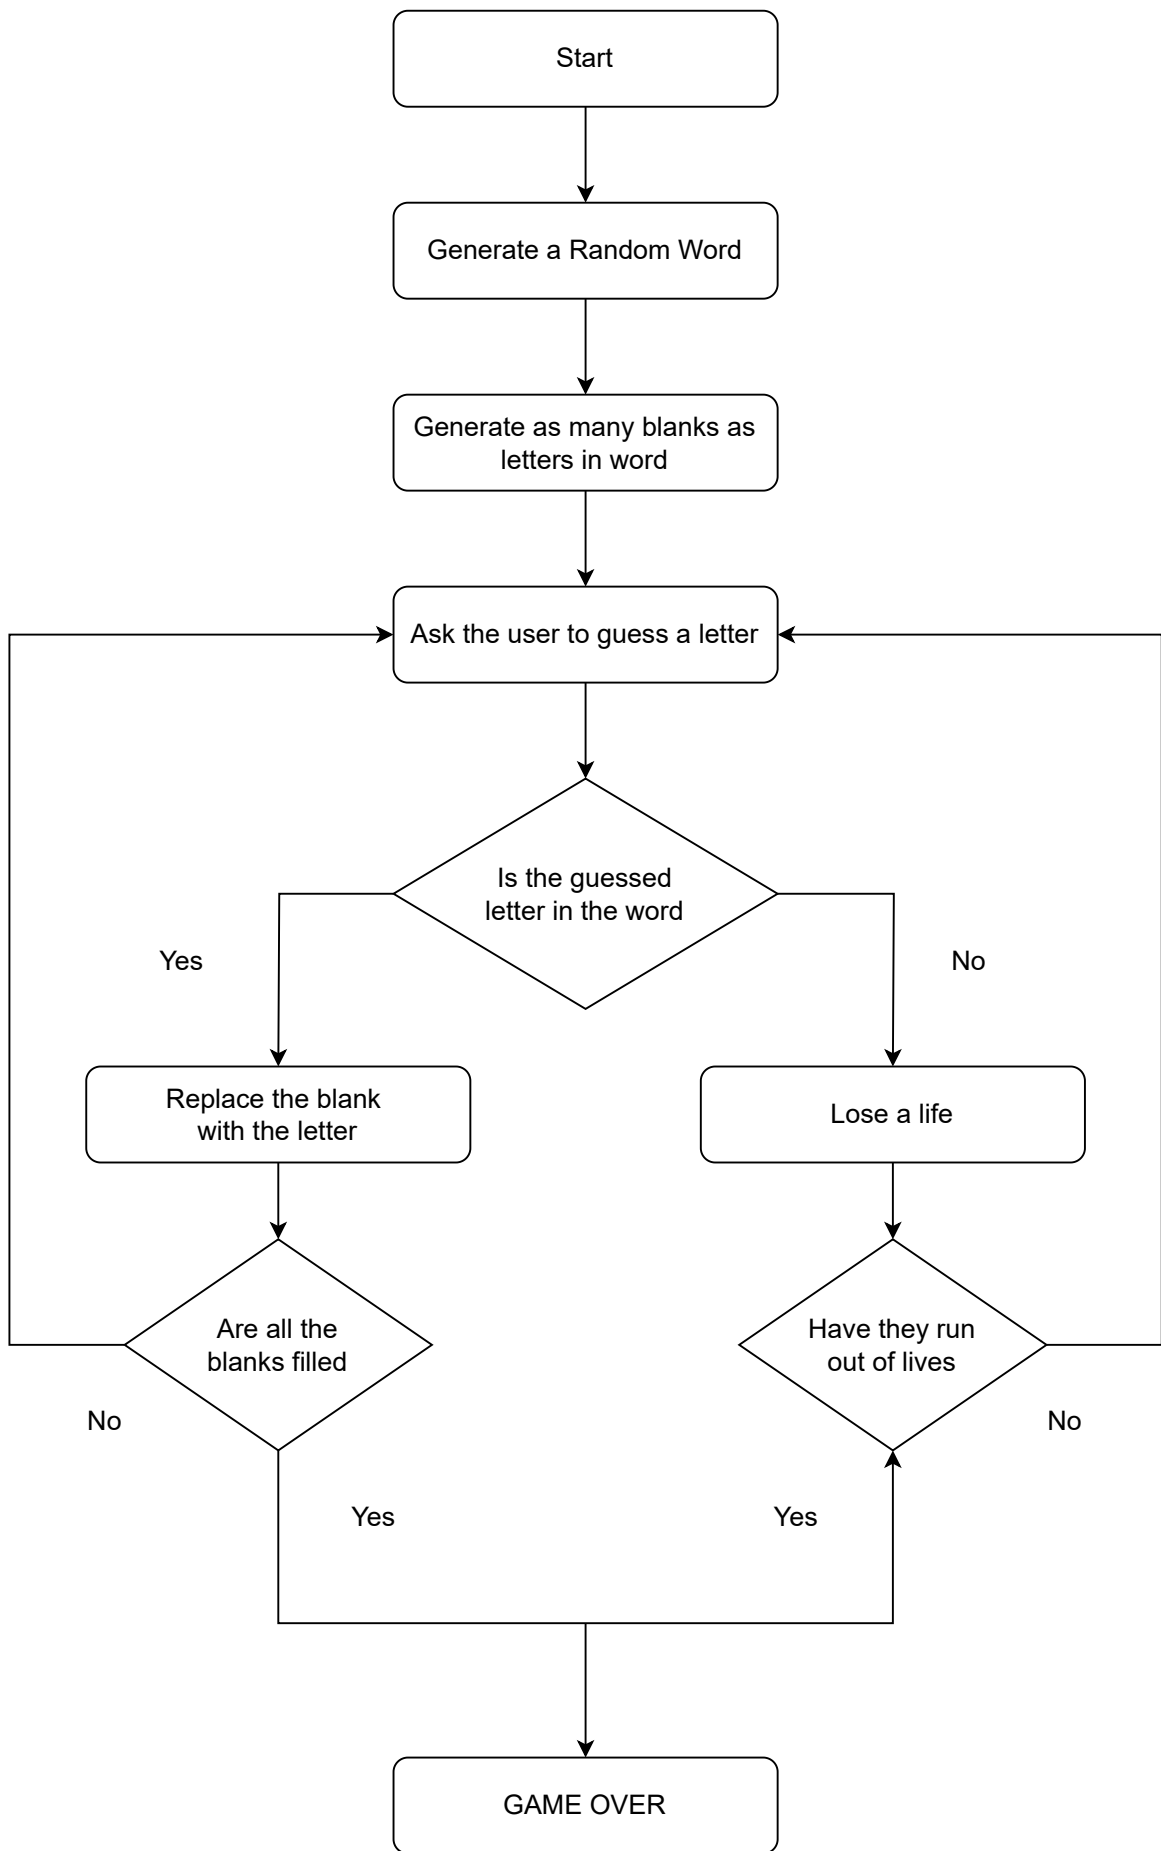 Start
Generate a Random Word
Generate as many blanks as
letters in word
Ask the user to guess a letter
Is the guessed
letter in the word
Yes
No
Replace the blank
with the letter
Lose a life
Are all the
blanks filled
Have they run
out of lives
No
No
Yes
Yes
GAME OVER